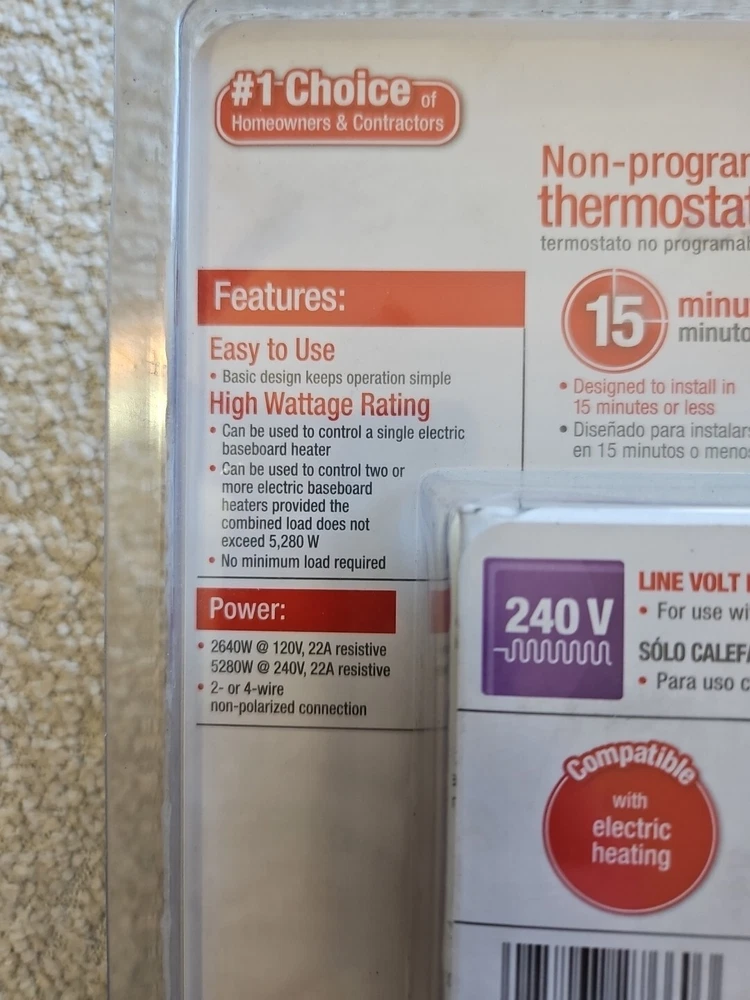 #1 Choice of
Homeowners & Contractors
Non-progra
thermosta
termostato no programa
Features:
Easy to Use
• Basic design keeps operation simple
High Wattage Rating
• Can be used to control a single electric
baseboard heater
• Can be used to control two or
more electric baseboard
heaters provided the
combined load does not
exceed 5,280 W
• No minimum load required
Power:
• 2640W @ 120V, 22A resistive
5280W @ 240V, 22A resistive
• 2- or 4-wire
non-polarized connection
15 minu
minuto
• Designed to install in
15 minutes or less
• Diseñado para instalar
en 15 minutos o meno
240 V
LINE VOLT
• For use wi
SÓLO CALEFA
• Para uso c
Compatible
with
electric
heating